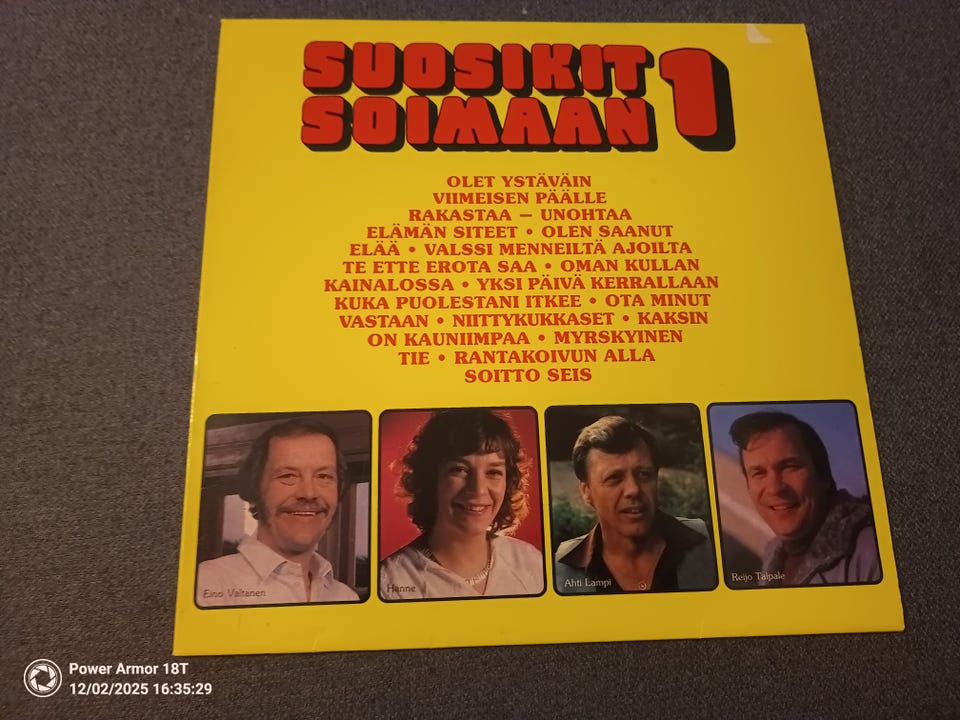 SUOSIKIT
SOIMAAN 1
OLET YSTÄVÄIN
VIIMEISEN PÄÄLLE
RAKASTAA – UNOHTAA
ELÄMÄN SITEET • OLEN SAANUT
ELÄÄ • VALSSI MENNEILTÄ AJOILTA
TE ETTE EROTA SAA • OMAN KULLAN
KAINALOSSA • YKSI PÄIVÄ KERRALLAAN
KUKA PUOLESTANI ITKEE • OTA MINUT
VASTAAN • NIITTYKUKKASET • KAKSIN
ON KAUNIIMPAA • MYRSKYINEN
TIE • RANTAKOIVUN ALLA
SOITTO SEIS
Eino Valtanen
Hanne
Ahti Lampi
Reijo Taipale
Power Armor 18T
12/02/2025 16:35:29